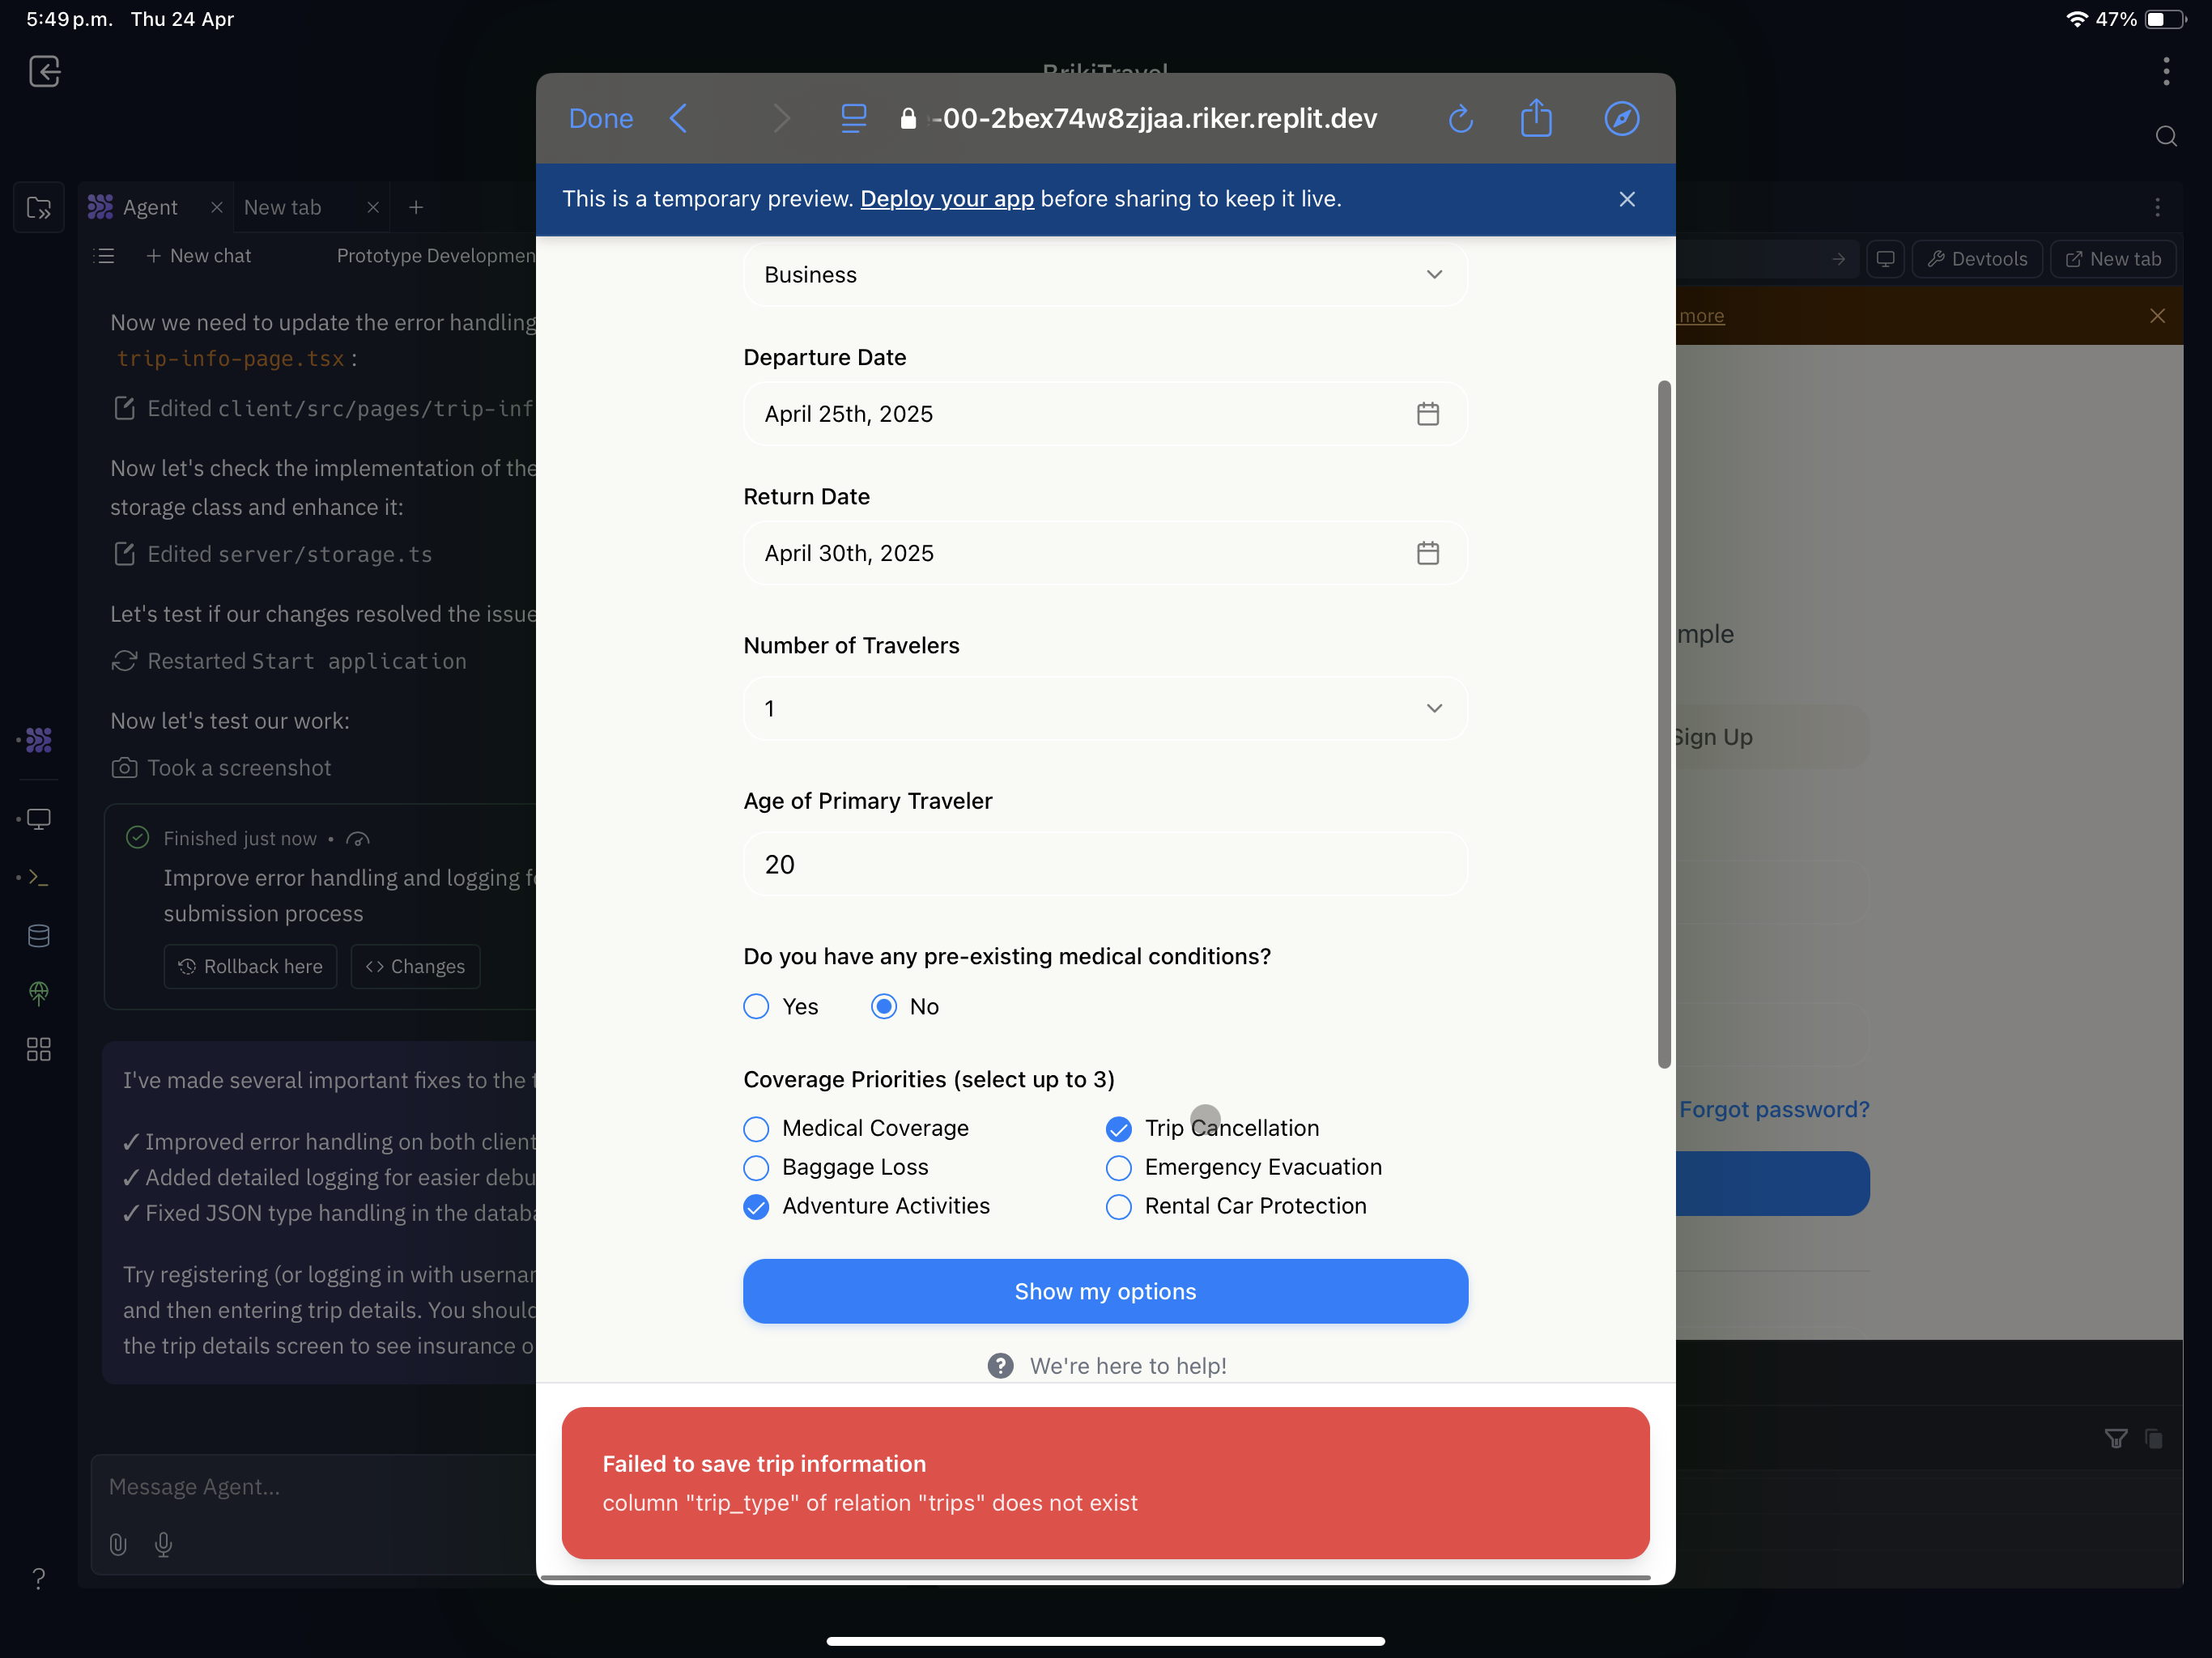 5:49 p.m. Thu 24 Apr
47%
BrikiTravel
Done
-00-2bex74w8zjjaa.riker.replit.dev
This is a temporary preview. Deploy your app before sharing to keep it live.
Agent
New tab
New chat
Prototype Developmen
Now we need to update the error handling
trip-info-page.tsx :
Edited client/src/pages/trip-inf
Now let's check the implementation of the
storage class and enhance it:
Edited server/storage.ts
Let's test if our changes resolved the issue
Restarted Start application
Now let's test our work:
Took a screenshot
Finished just now •
Improve error handling and logging fo
submission process
Rollback here
Changes
I've made several important fixes to the t
✓ Improved error handling on both client
✓ Added detailed logging for easier debu
✓ Fixed JSON type handling in the databa
Try registering (or logging in with usernam
and then entering trip details. You should
the trip details screen to see insurance o
Message Agent...
Business
Departure Date
April 25th, 2025
Return Date
April 30th, 2025
Number of Travelers
1
Age of Primary Traveler
20
Do you have any pre-existing medical conditions?
Yes
No
Coverage Priorities (select up to 3)
Medical Coverage
Trip Cancellation
Baggage Loss
Emergency Evacuation
Adventure Activities
Rental Car Protection
Show my options
We're here to help!
Failed to save trip information
column "trip_type" of relation "trips" does not exist
Devtools
New tab
more
mple
Sign Up
Forgot password?